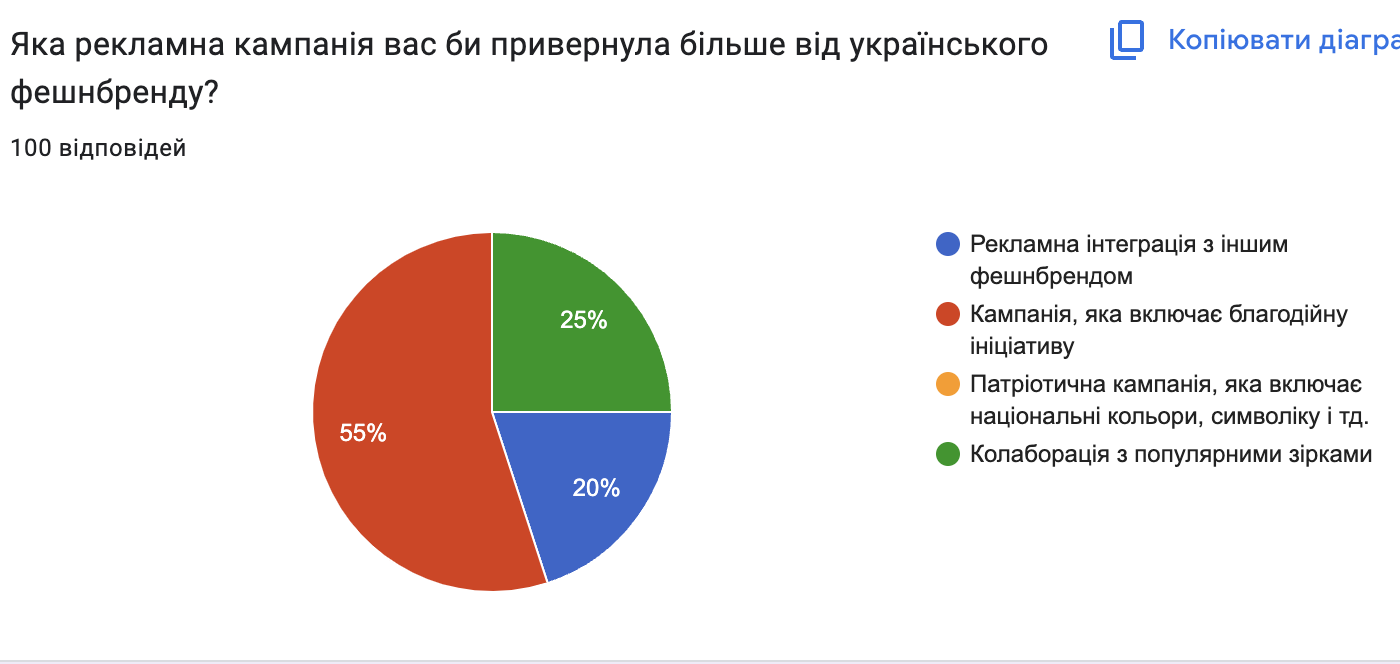 Яка рекламна кампанія вас би привернула більше від українського
фешнбренду?
Копіювати діагра
100 відповідей
25%
55%
20%
Рекламна інтеграція з іншим
фешнбрендом
Кампанія, яка включає благодійну
ініціативу
Патріотична кампанія, яка включає
національні кольори, символіку і тд.
Колаборація з популярними зірками